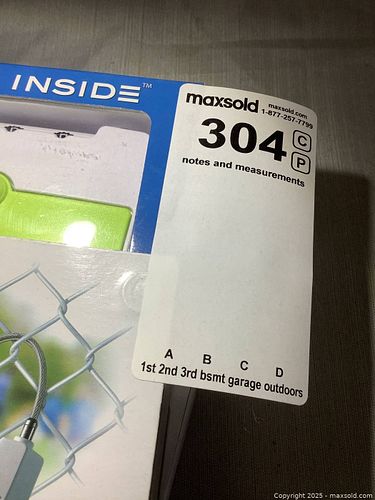 INSIDE™
maxsold maxsold.com
1-877-257-7799
304 C
P
notes and measurements
A B C D
1st 2nd 3rd bsmt garage outdoors
Copyright 2025 - maxsold.com